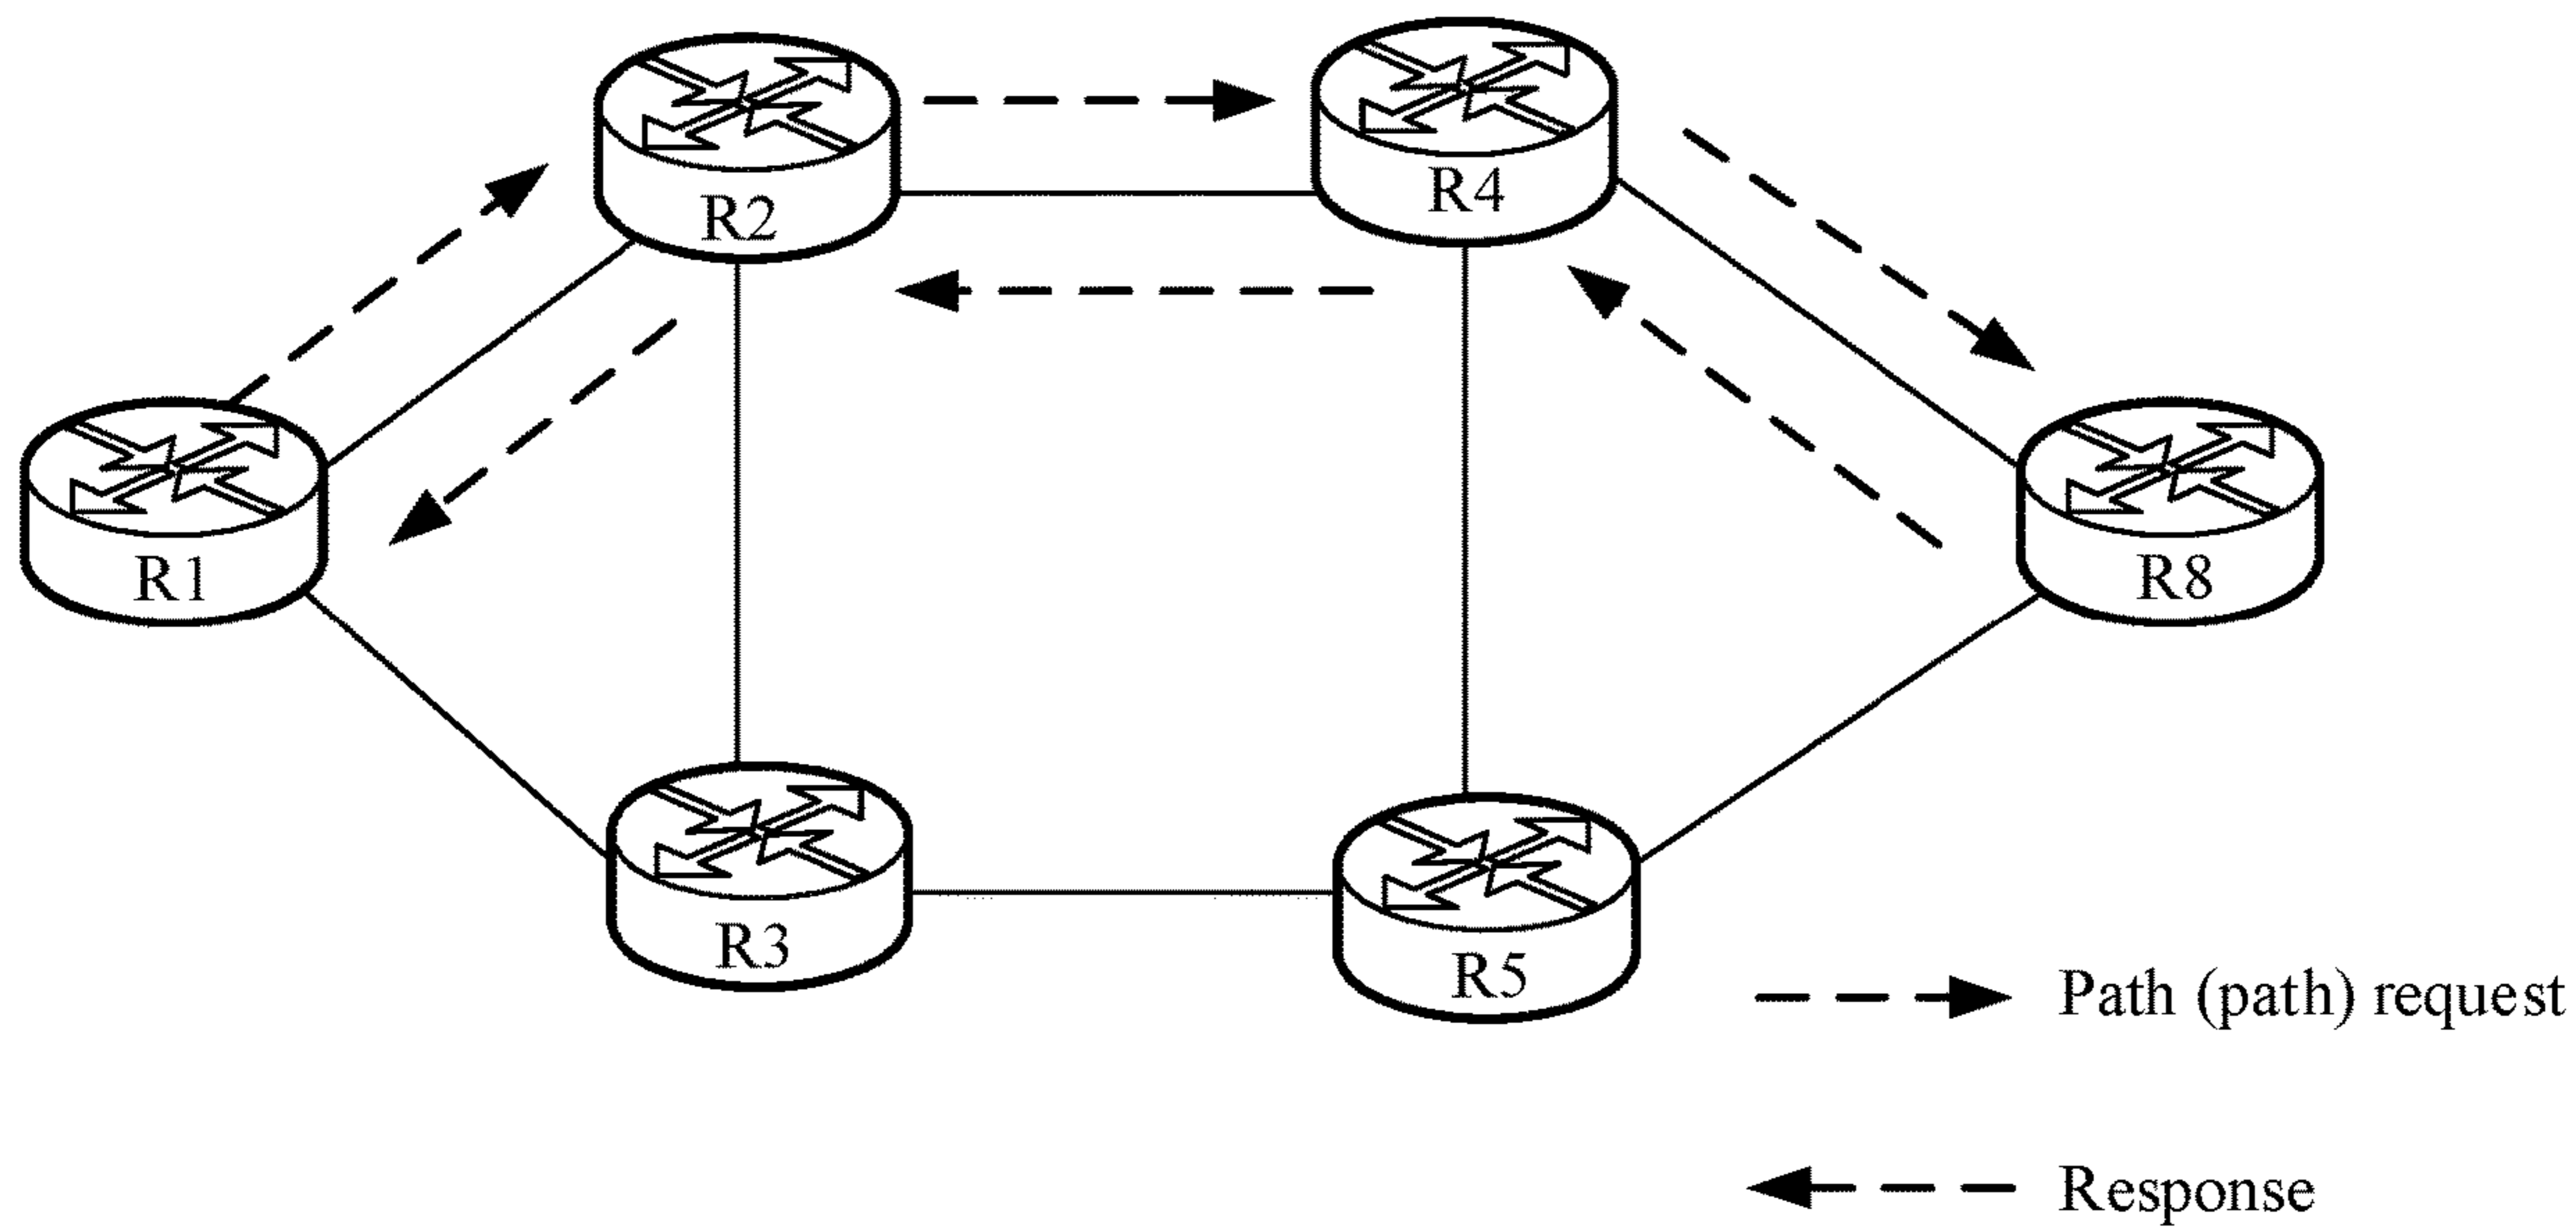 R2
R4
R1
R8
R3
R5
Path (path) request
Response